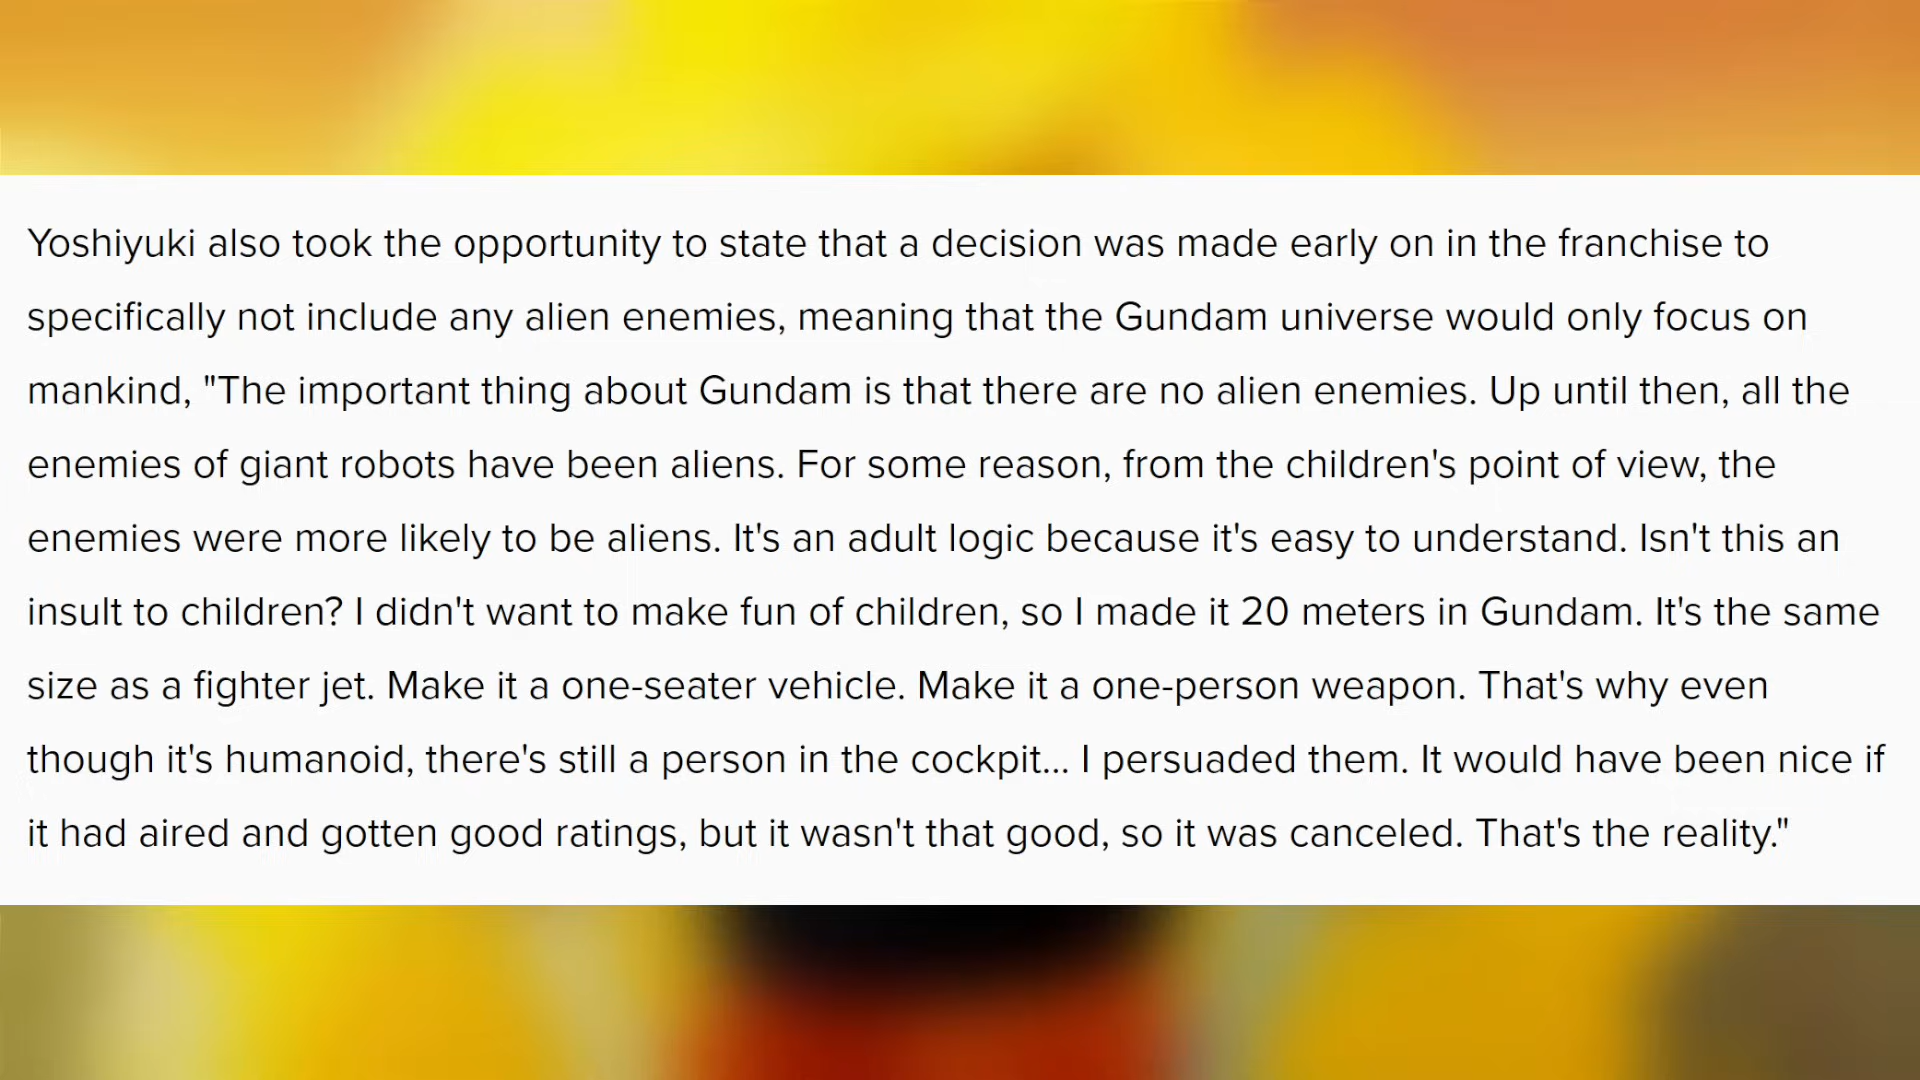 Yoshiyuki also took the opportunity to state that a decision was made early on in the franchise to
specifically not include any alien enemies, meaning that the Gundam universe would only focus on
mankind, "The important thing about Gundam is that there are no alien enemies. Up until then, all the
enemies of giant robots have been aliens. For some reason, from the children's point of view, the
enemies were more likely to be aliens. It's an adult logic because it's easy to understand. Isn't this an
insult to children? I didn't want to make fun of children, so I made it 20 meters in Gundam. It's the same
size as a fighter jet. Make it a one-seater vehicle. Make it a one-person weapon. That's why even
though it's humanoid, there's still a person in the cockpit... I persuaded them. It would have been nice if
it had aired and gotten good ratings, but it wasn't that good, so it was canceled. That's the reality."